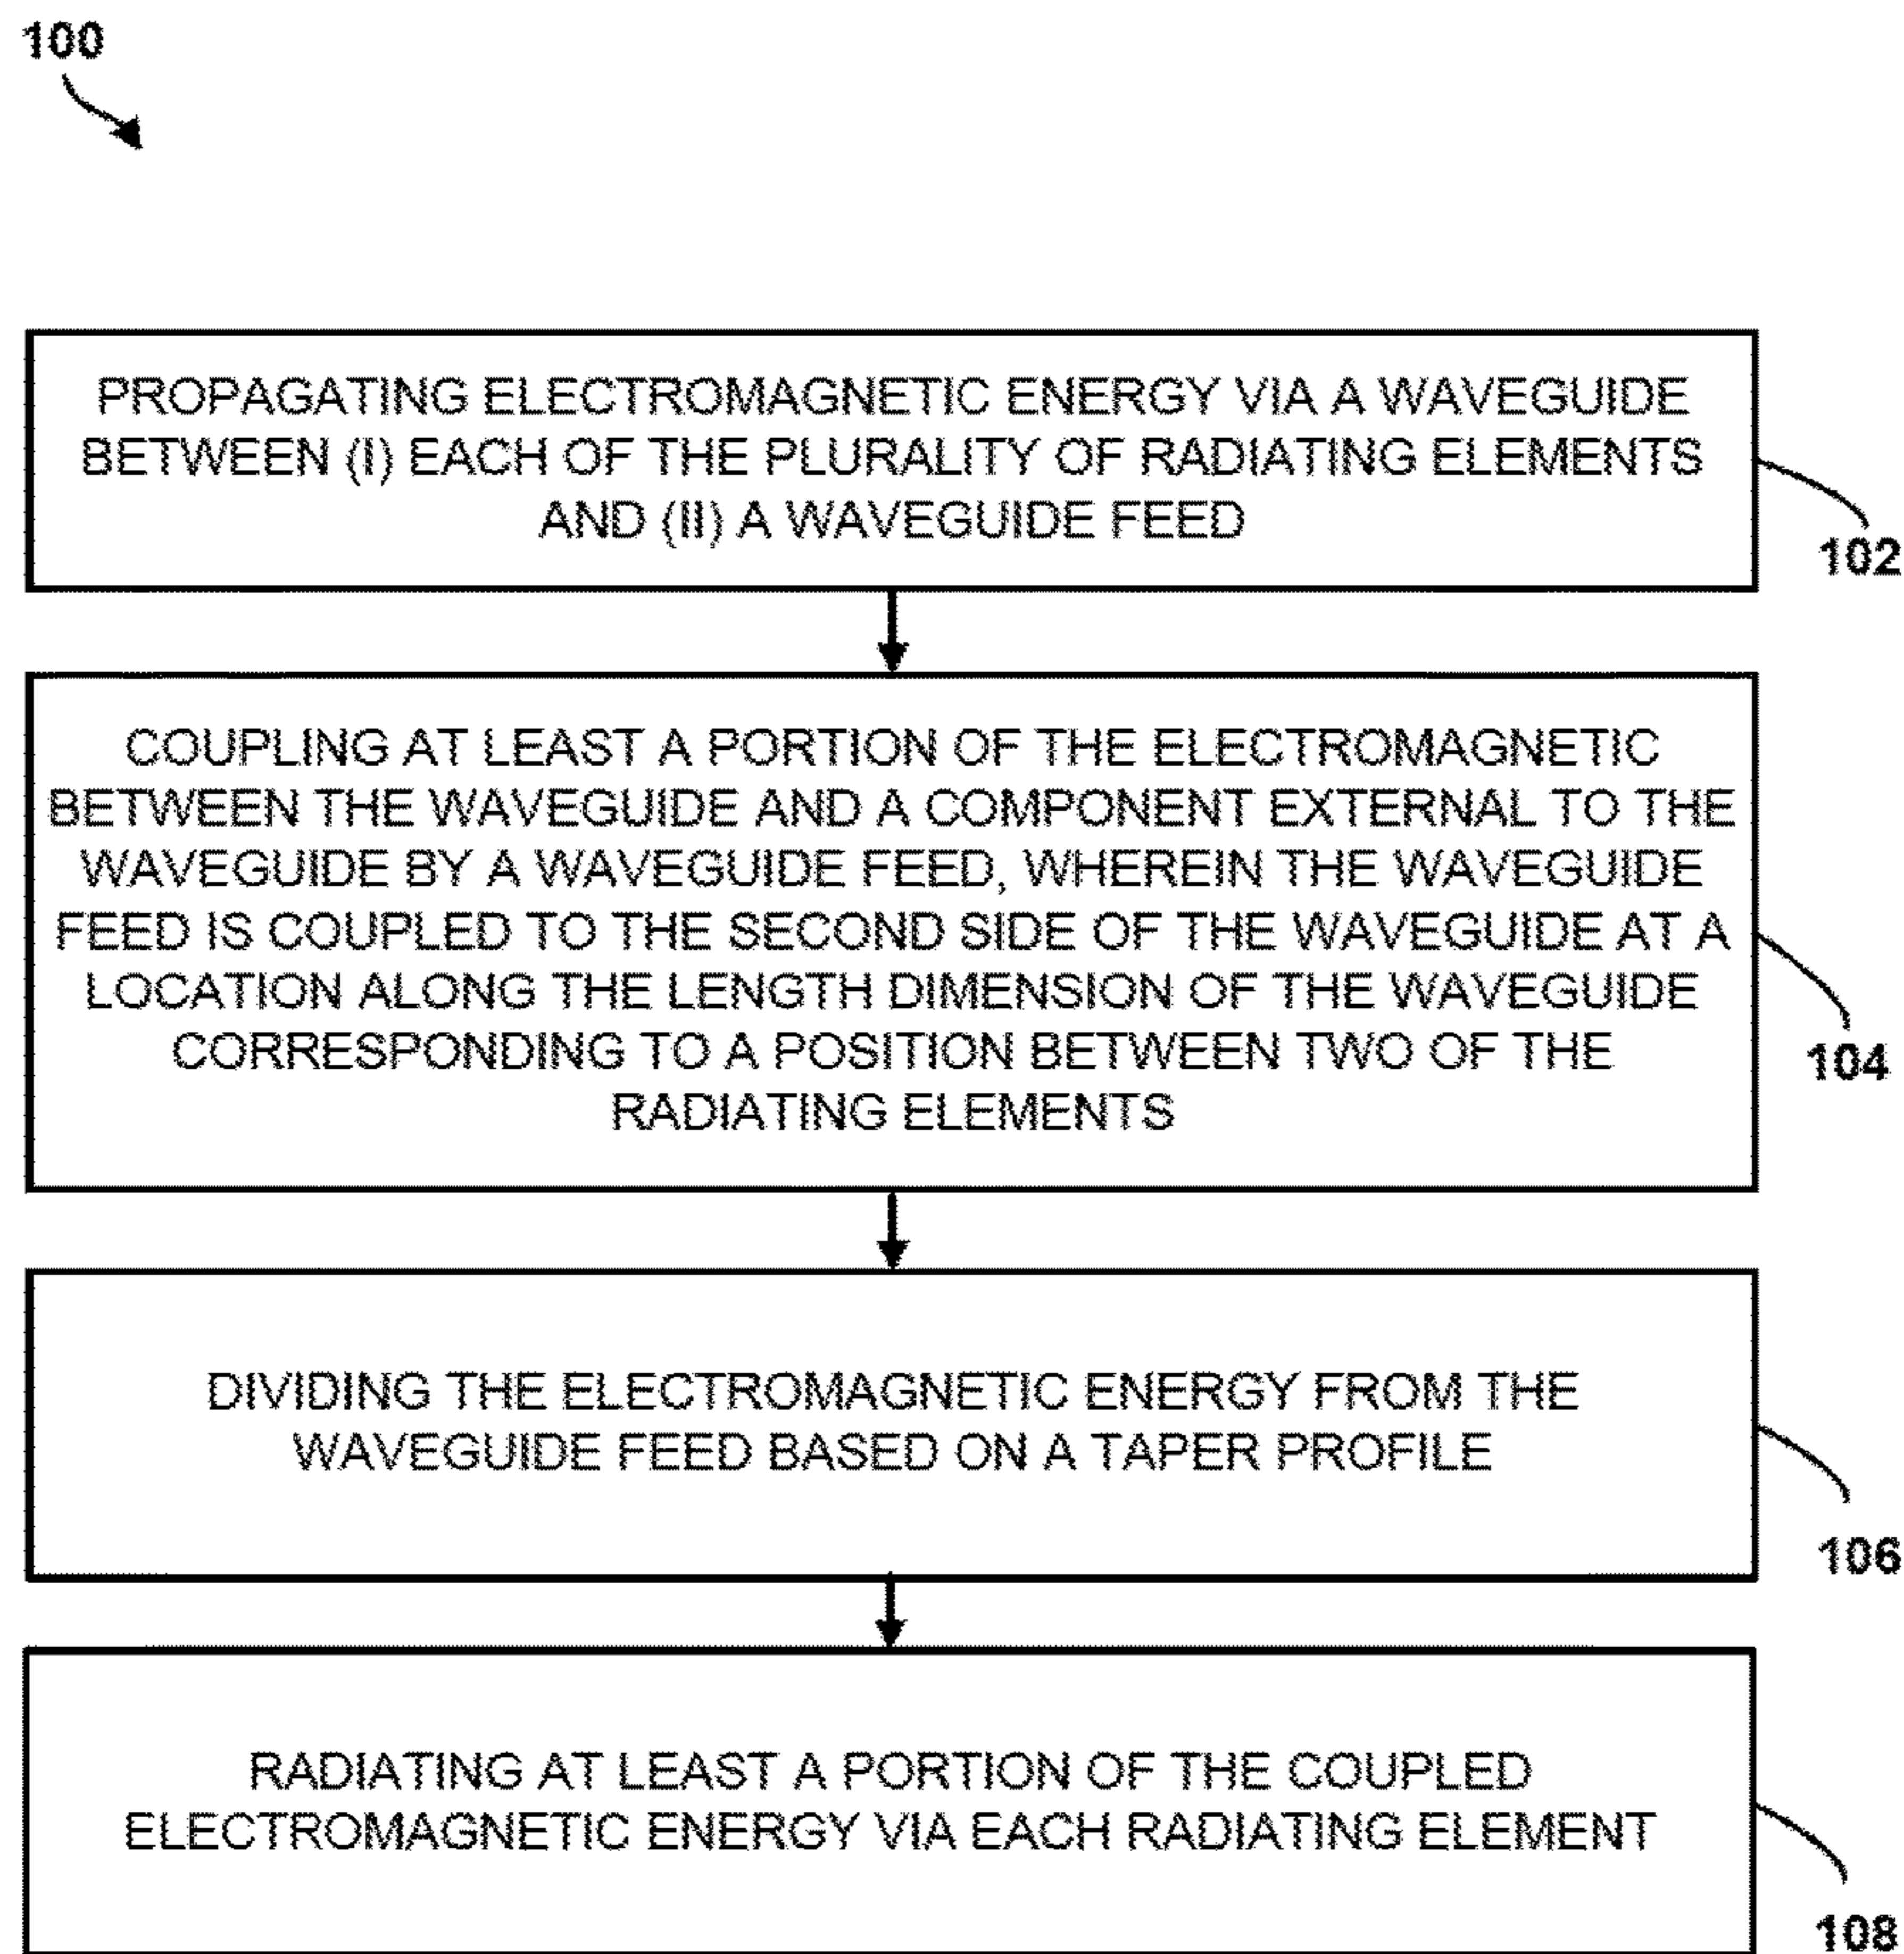 100
PROPAGATING ELECTROMAGNETIC ENERGY VIA A WAVEGUIDE
BETWEEN (I) EACH OF THE PLURALITY OF RADIATING ELEMENTS
AND (II) A WAVEGUIDE FEED
102
COUPLING AT LEAST A PORTION OF THE ELECTROMAGNETIC
BETWEEN THE WAVEGUIDE AND A COMPONENT EXTERNAL TO THE
WAVEGUIDE BY A WAVEGUIDE FEED, WHEREIN THE WAVEGUIDE
FEED IS COUPLED TO THE SECOND SIDE OF THE WAVEGUIDE AT A
LOCATION ALONG THE LENGTH DIMENSION OF THE WAVEGUIDE
CORRESPONDING TO A POSITION BETWEEN TWO OF THE
RADIATING ELEMENTS
104
DIVIDING THE ELECTROMAGNETIC ENERGY FROM THE
WAVEGUIDE FEED BASED ON A TAPER PROFILE
106
RADIATING AT LEAST A PORTION OF THE COUPLED
ELECTROMAGNETIC ENERGY VIA EACH RADIATING ELEMENT
108